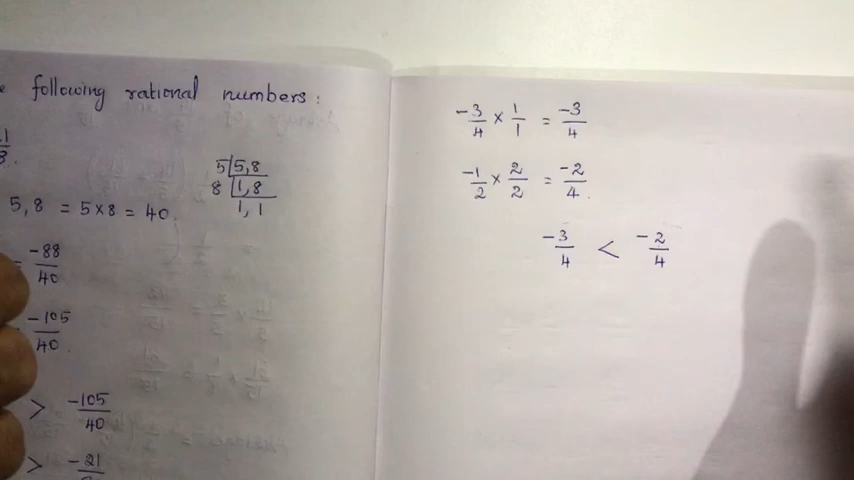 following rational numbers:
5 | 5, 8
8 | 1, 8
1, 1
5, 8 = 5 × 8 = 40.
= -88/40
-105/40.
> -105/40
> -21
-3/4 × 1/1 = -3/4
-1/2 × 2/2 = -2/4.
-3/4 < -2/4